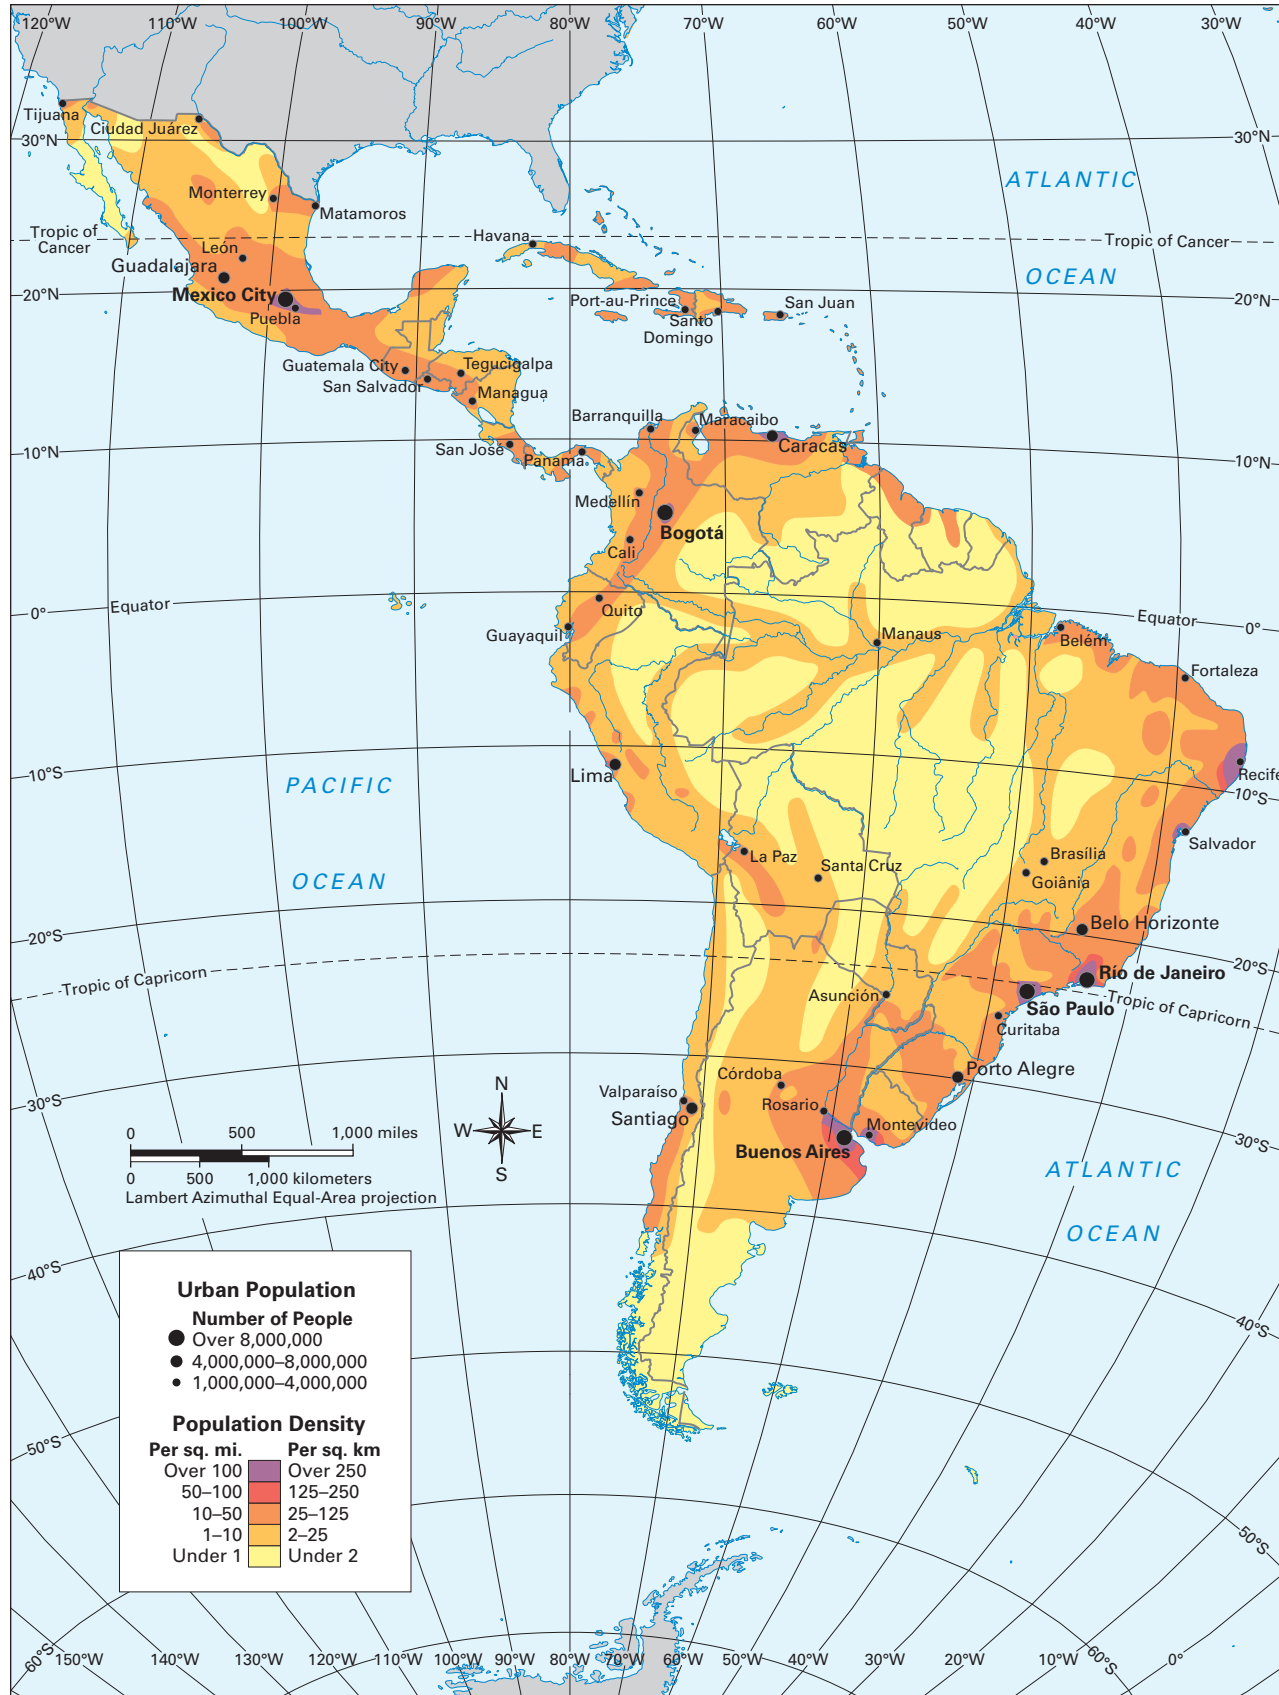 120°W
110°W
100°W
90°W
80°W
70°W
60°W
50°W
40°W
30°W
Tijuana
Ciudad Juárez
30°N
30°N
ATLANTIC
Monterrey
Matamoros
Tropic of
Cancer
Havana
Tropic of Cancer
León
Guadalajara
OCEAN
20°N
Mexico City
Port-au-Prince
San Juan
20°N
Puebla
Santo
Domingo
Guatemala City
Tegucigalpa
San Salvador
Managua
Barranquilla
Maracaibo
10°N
San José
Panama
Caracas
10°N
Medellín
Bogotá
Cali
0°
Equator
Quito
Equator
0°
Guayaquil
Manaus
Belém
Fortaleza
10°S
PACIFIC
Lima
Recife
10°S
OCEAN
La Paz
Santa Cruz
Brasília
Goiânia
Salvador
20°S
Belo Horizonte
20°S
Tropic of Capricorn
Asunción
Río de Janeiro
São Paulo
Tropic of Capricorn
Curitaba
30°S
Córdoba
Porto Alegre
Valparaíso
Rosario
Santiago
Montevideo
30°S
Buenos Aires
N
W
E
S
0
500
1,000 miles
0
500
1,000 kilometers
Lambert Azimuthal Equal-Area projection
ATLANTIC
OCEAN
40°S
40°S
Urban Population
Number of People
Over 8,000,000
4,000,000–8,000,000
1,000,000–4,000,000
Population Density
Per sq. mi.
Per sq. km
Over 100
Over 250
50–100
125–250
10–50
25–125
1–10
2–25
Under 1
Under 2
50°S
50°S
60°S
150°W
140°W
130°W
120°W
110°W
100°W
90°W
80°W
70°W
60°W
50°W
40°W
30°W
20°W
10°W
60°S
0°